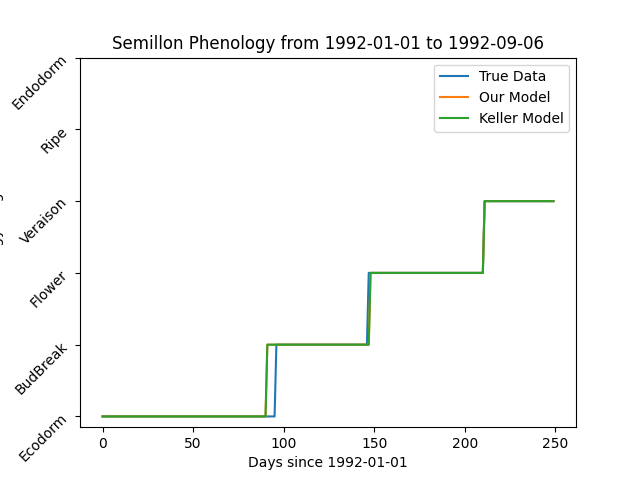 Semillon Phenology from 1992-01-01 to 1992-09-06
True Data
Our Model
Keller Model
Endodorm
Ripe
Veraison
Flower
BudBreak
Ecodorm
0 50 100 150 200 250
Days since 1992-01-01